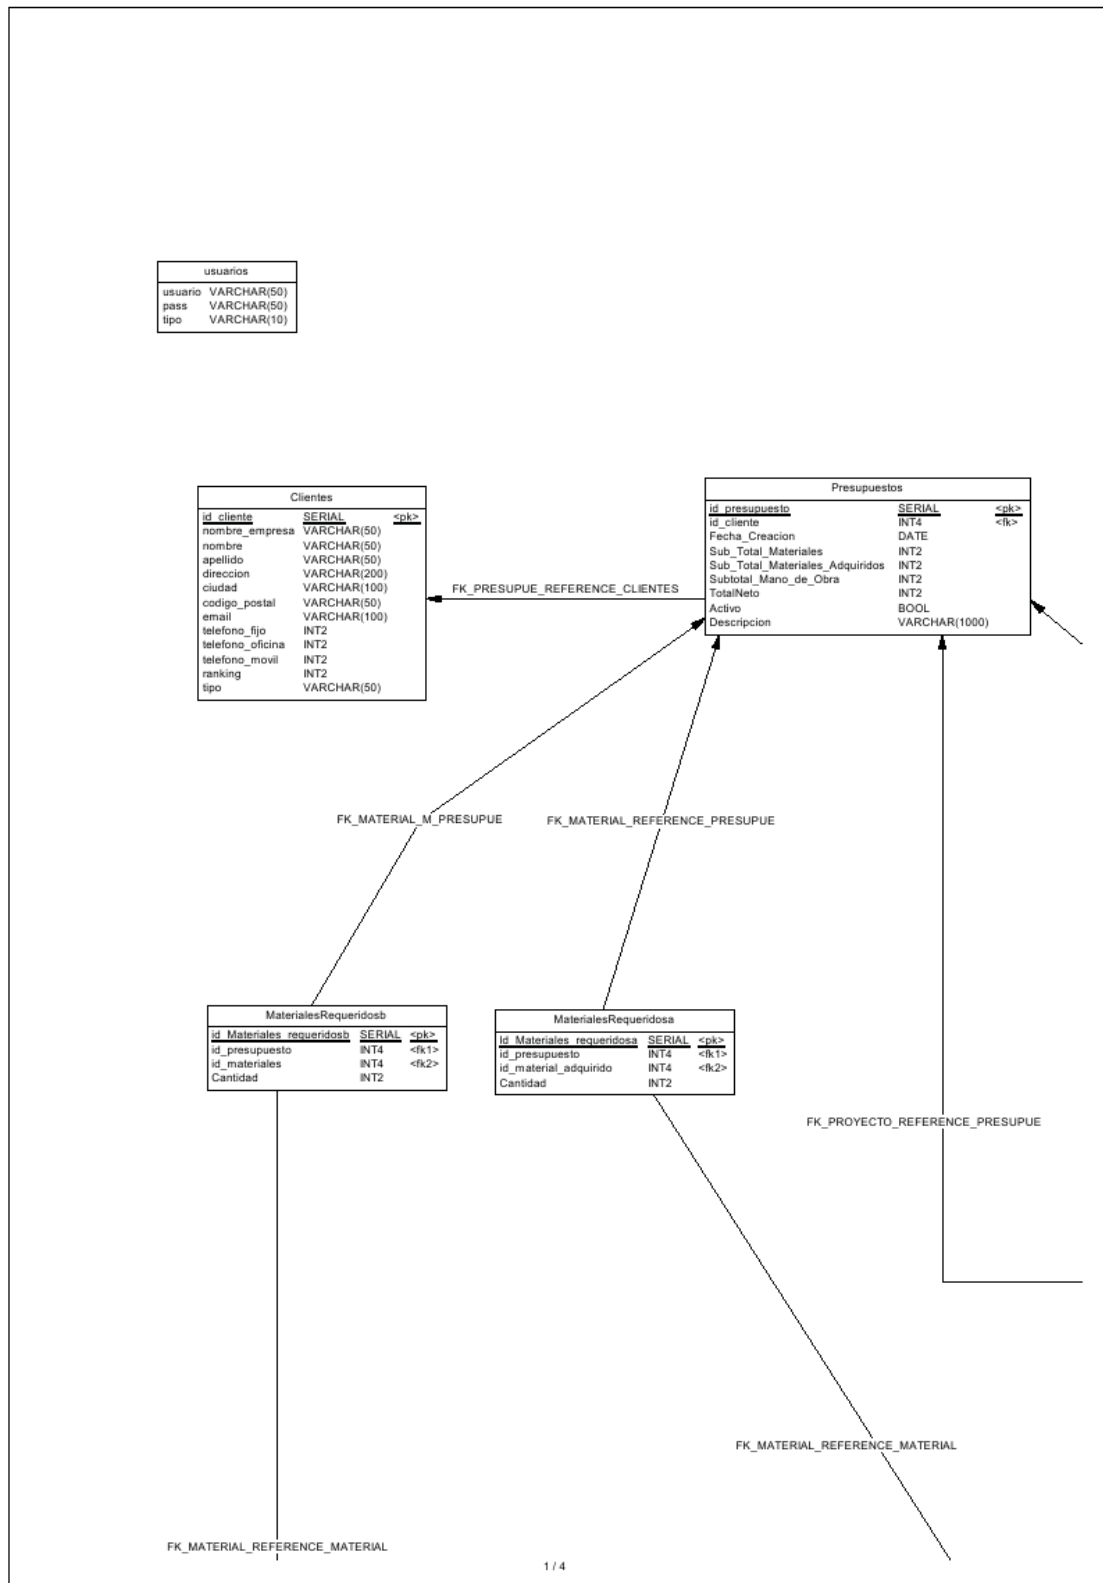 usuarios
usuario VARCHAR(50)
pass VARCHAR(50)
tipo VARCHAR(10)
Clientes
id_cliente SERIAL <pk>
nombre_empresa VARCHAR(50)
nombre VARCHAR(50)
apellido VARCHAR(50)
direccion VARCHAR(200)
ciudad VARCHAR(100)
codigo_postal VARCHAR(50)
email VARCHAR(100)
telefono_fijo INT2
telefono_oficina INT2
telefono_movil INT2
ranking INT2
tipo VARCHAR(50)
FK_PRESUPUE_REFERENCE_CLIENTES
Presupuestos
id_presupuesto SERIAL <pk>
id_cliente INT4 <fk>
Fecha_Creacion DATE
Sub_Total_Materiales INT2
Sub_Total_Materiales_Adquiridos INT2
Subtotal_Mano_de_Obra INT2
TotalNeto INT2
Activo BOOL
Descripcion VARCHAR(1000)
FK_MATERIAL_M_PRESUPUE
FK_MATERIAL_REFERENCE_PRESUPUE
MaterialesRequeridosb
id_Materiales_requeridosb SERIAL <pk>
id_presupuesto INT4 <fk1>
id_materiales INT4 <fk2>
Cantidad INT2
MaterialesRequeridosa
Id_Materiales_requeridosa SERIAL <pk>
id_presupuesto INT4 <fk1>
id_material_adquirido INT4 <fk2>
Cantidad INT2
FK_PROYECTO_REFERENCE_PRESUPUE
FK_MATERIAL_REFERENCE_MATERIAL
FK_MATERIAL_REFERENCE_MATERIAL
1 / 4